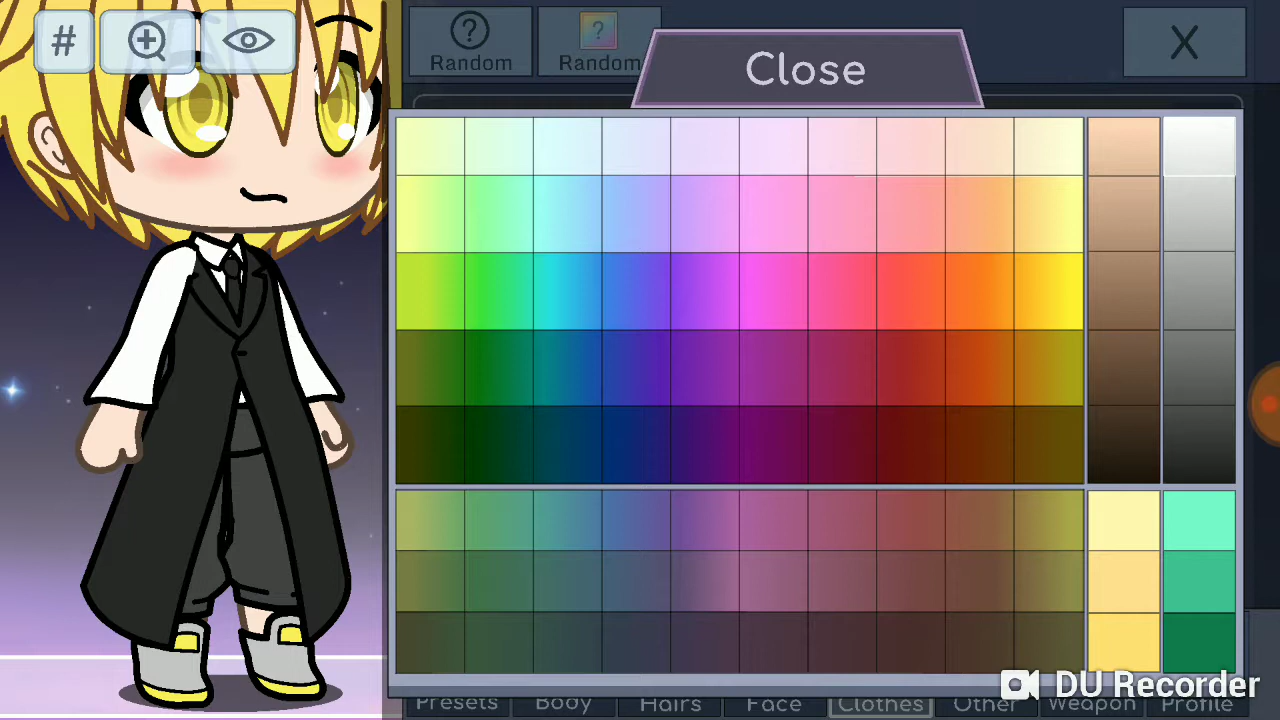 #
? Random
? Random
X
Close
Presets
Body
Hairs
Face
Clothes
Other
Weapon
Profile
DU Recorder